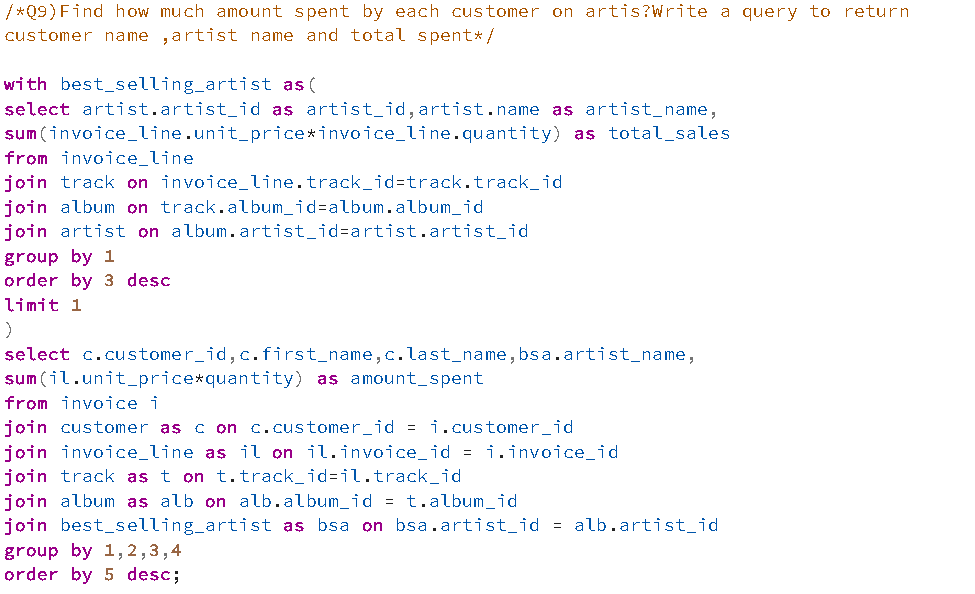 /*Q9)Find how much amount spent by each customer on artis?Write a query to return
customer name ,artist name and total spent*/
with best_selling_artist as(
select artist.artist_id as artist_id,artist.name as artist_name,
sum(invoice_line.unit_price*invoice_line.quantity) as total_sales
from invoice_line
join track on invoice_line.track_id=track.track_id
join album on track.album_id=album.album_id
join artist on album.artist_id=artist.artist_id
group by 1
order by 3 desc
limit 1
)
select c.customer_id,c.first_name,c.last_name,bsa.artist_name,
sum(il.unit_price*quantity) as amount_spent
from invoice i
join customer as c on c.customer_id = i.customer_id
join invoice_line as il on il.invoice_id = i.invoice_id
join track as t on t.track_id=il.track_id
join album as alb on alb.album_id = t.album_id
join best_selling_artist as bsa on bsa.artist_id = alb.artist_id
group by 1,2,3,4
order by 5 desc;